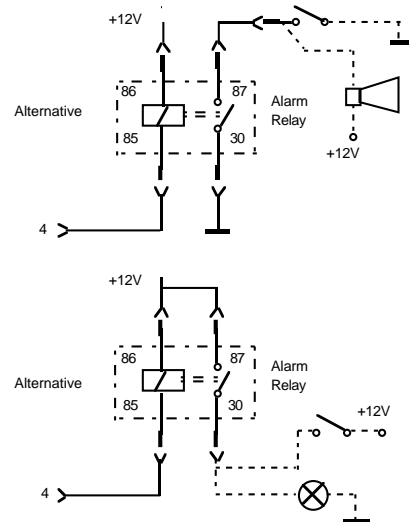 +12V
86
87
Alternative
Alarm
Relay
85
30
+12V
4
+12V
86
87
Alarm
Relay
Alternative
85
30
+12V
4